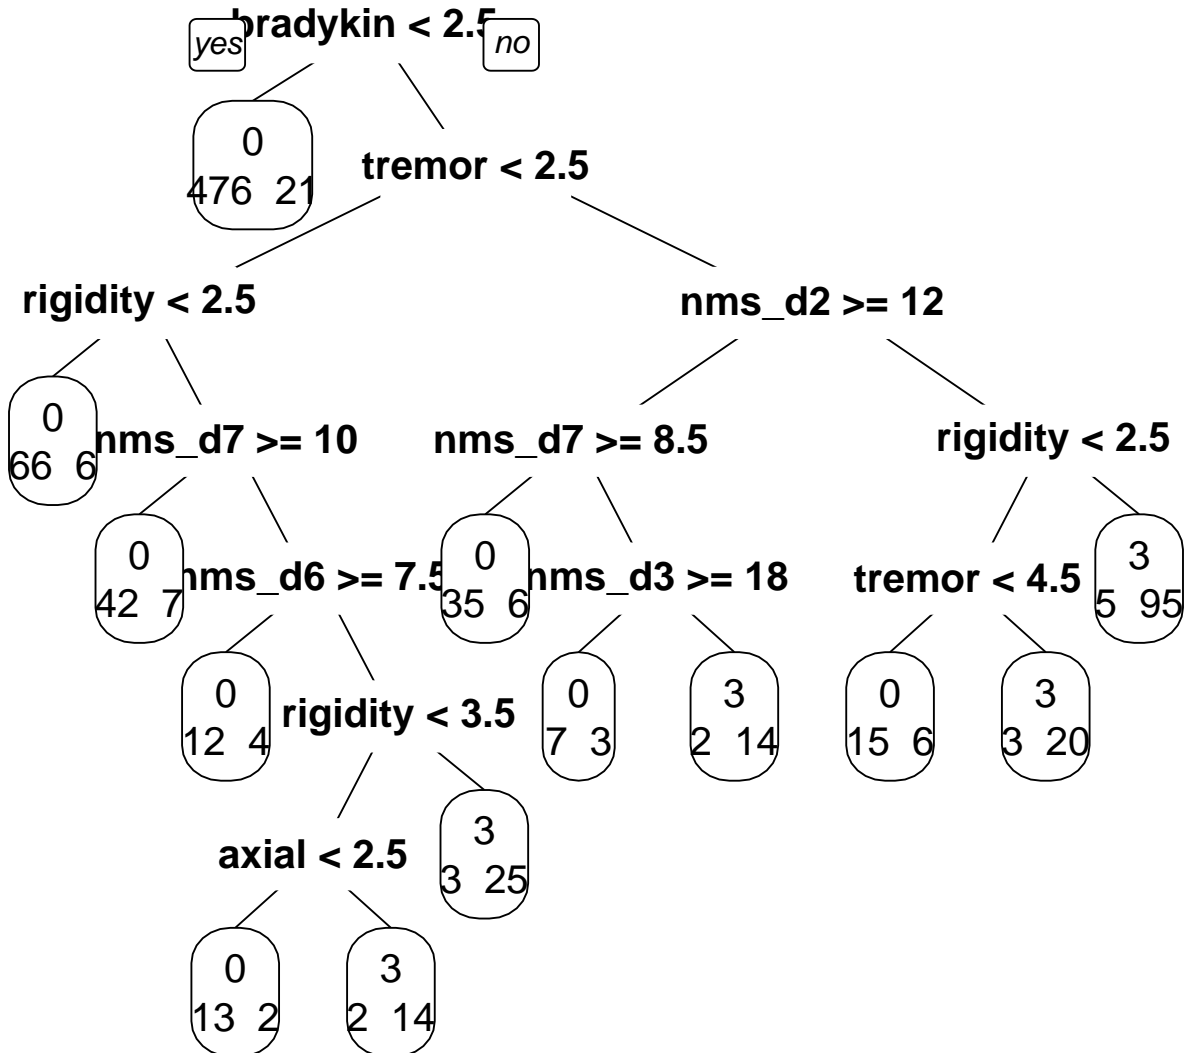 bradykin < 2.5
yes
no
0
476 21
tremor < 2.5
rigidity < 2.5
nms_d2 >= 12
0
66 6
nms_d7 >= 10
nms_d7 >= 8.5
rigidity < 2.5
0
42 7
nms_d6 >= 7.5
0
35 6
nms_d3 >= 18
tremor < 4.5
3
5 95
0
12 4
rigidity < 3.5
0
7 3
3
2 14
0
15 6
3
3 20
axial < 2.5
3
3 25
0
13 2
3
2 14